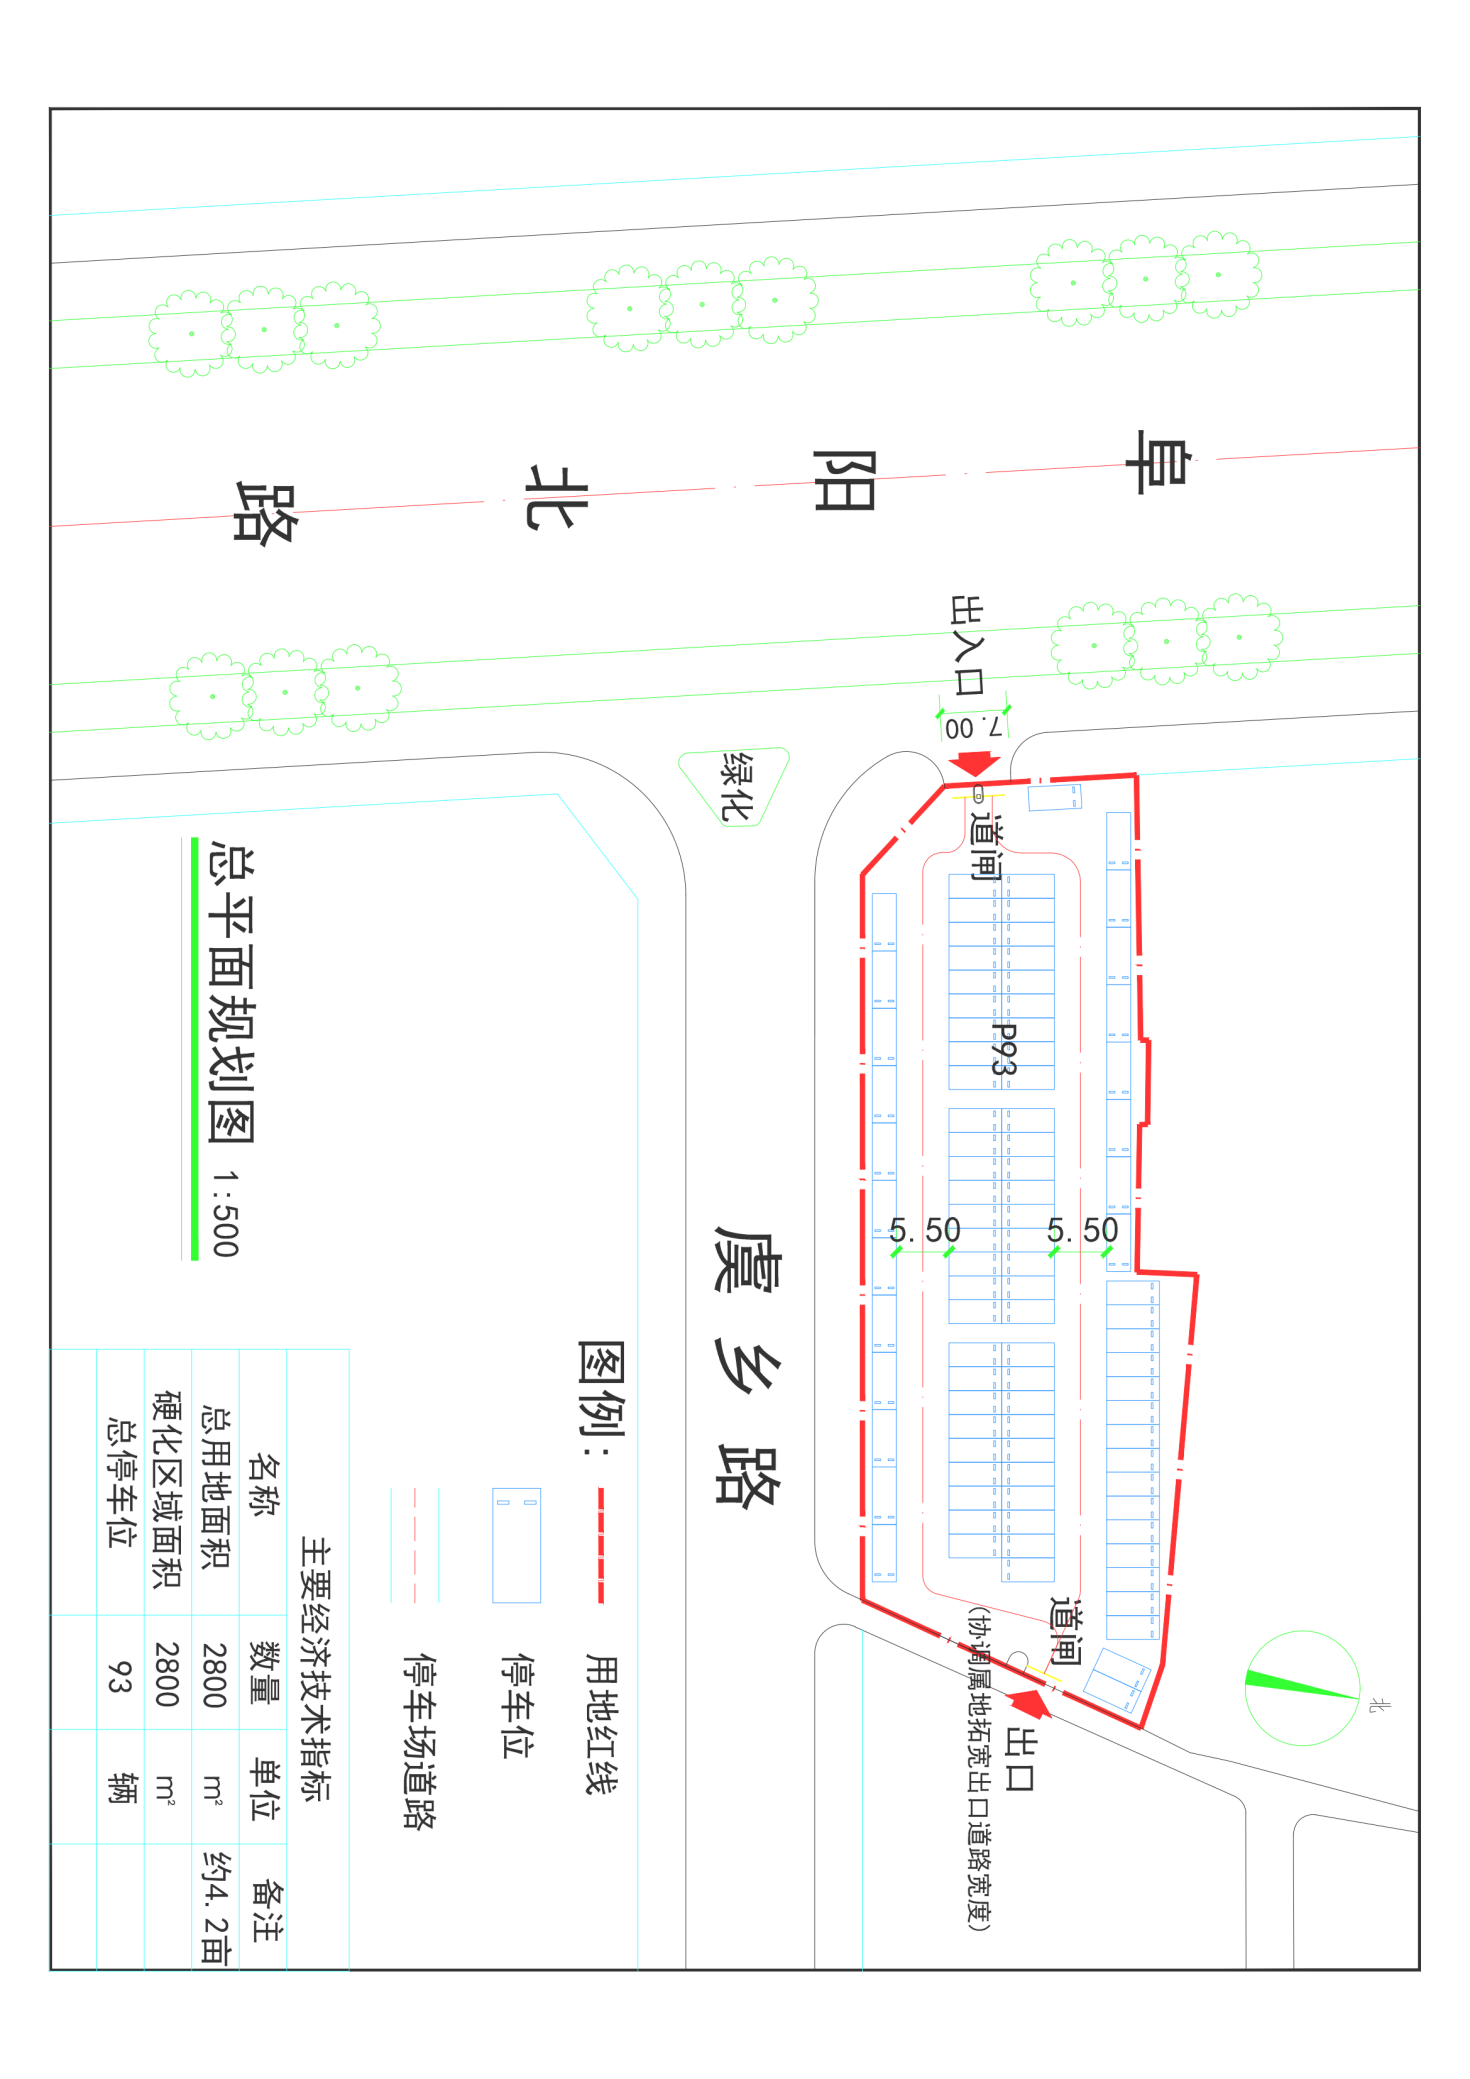 阜阳北路
出入口
7.00
绿化
道闸
P93
5.50
5.50
虞乡路
道闸
出口
(协调属地拓宽出口道路宽度)
北
总平面规划图 1:500
图例:
用地红线
停车位
停车场道路
主要经济技术指标
名称 数量 单位 备注
总用地面积 2800 m² 约4.2亩
硬化区域面积 2800 m²
总停车位 93 辆